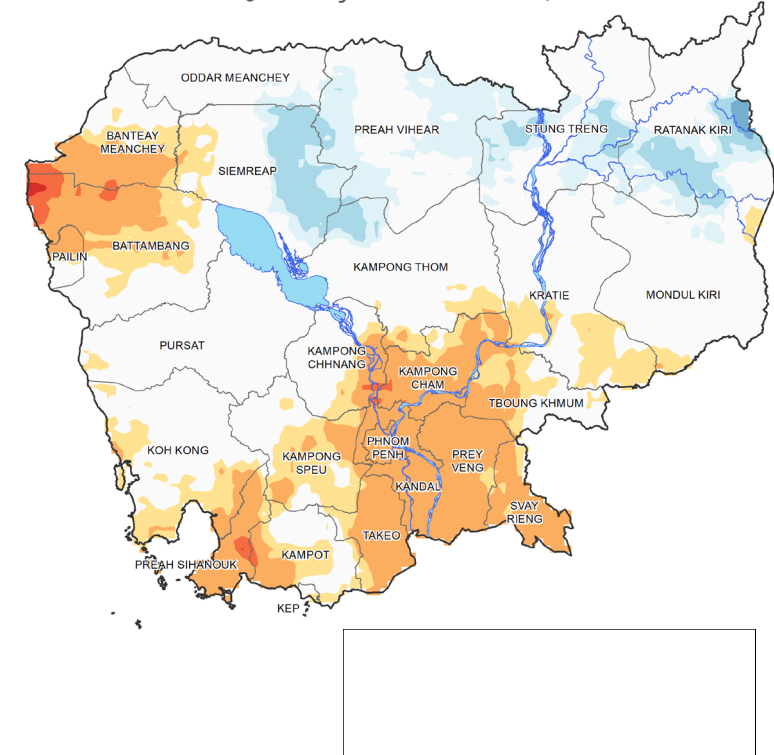 ODDAR MEANCHEY
BANTEAY
MEANCHEY
PREAH VIHEAR
STUNG TRENG
RATANAK KIRI
SIEMREAP
BATTAMBANG
PAILIN
KAMPONG THOM
KRATIE
MONDUL KIRI
PURSAT
KAMPONG
CHHNANG
KAMPONG
CHAM
TBOUNG KHMUM
KOH KONG
KAMPONG
SPEU
PHNOM
PENH
PREY
VENG
KANDAL
SVAY
RIENG
TAKEO
KAMPOT
PREAH SIHANOUK
KEP